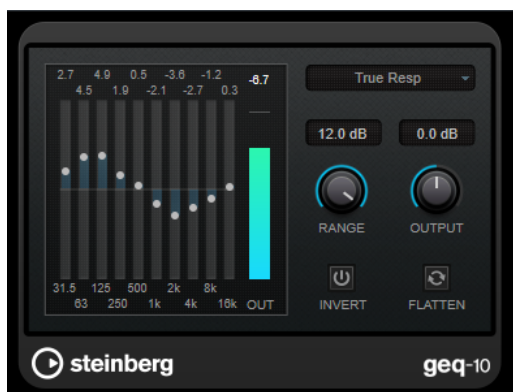 2.7 4.9 0.5 -3.6 -1.2
4.5 1.9 -2.1 -2.7 0.3
-6.7
True Resp
12.0 dB 0.0 dB
RANGE OUTPUT
31.5 125 500 2k 8k
63 250 1k 4k 16k OUT
INVERT FLATTEN
steinberg geq-10